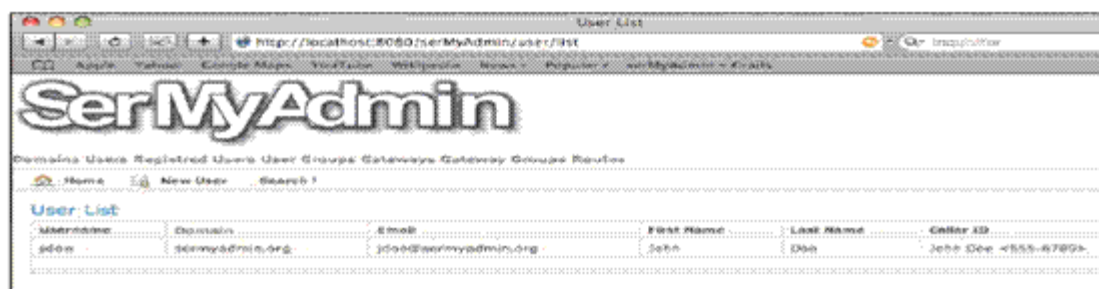 User List
http://localhost:8080/serMyAdmin/user/list
Apple Yahoo! Google Maps YouTube Wikipedia News Popular serMyAdmin - Grails
SerMyAdmin
Domains Users Registred Users User Groups Gateways Gateway Groups Routes
Home New User Search
User List
Username Domain Email First Name Last Name Caller ID
jdoe sermyadmin.org jdoe@sermyadmin.org John Doe John Doe <555-6789>